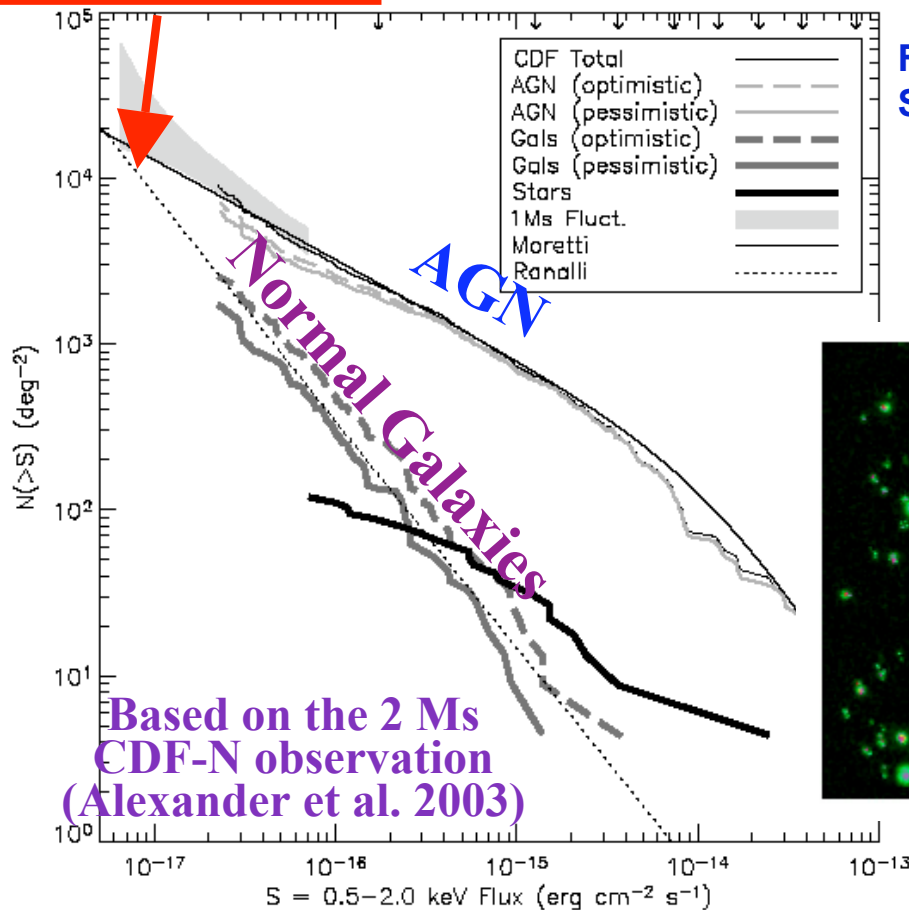 10⁵
10⁴
10³
10²
10¹
10⁰
N(>S) (deg⁻²)
CDF Total
AGN (optimistic)
AGN (pessimistic)
Gals (optimistic)
Gals (pessimistic)
Stars
1Ms Fluct.
Moretti
Ranalli
F
S
AGN
Normal Galaxies
Based on the 2 Ms
CDF-N observation
(Alexander et al. 2003)
10⁻¹⁷ 10⁻¹⁶ 10⁻¹⁵ 10⁻¹⁴ 10⁻¹³
S = 0.5–2.0 keV Flux (erg cm⁻² s⁻¹)